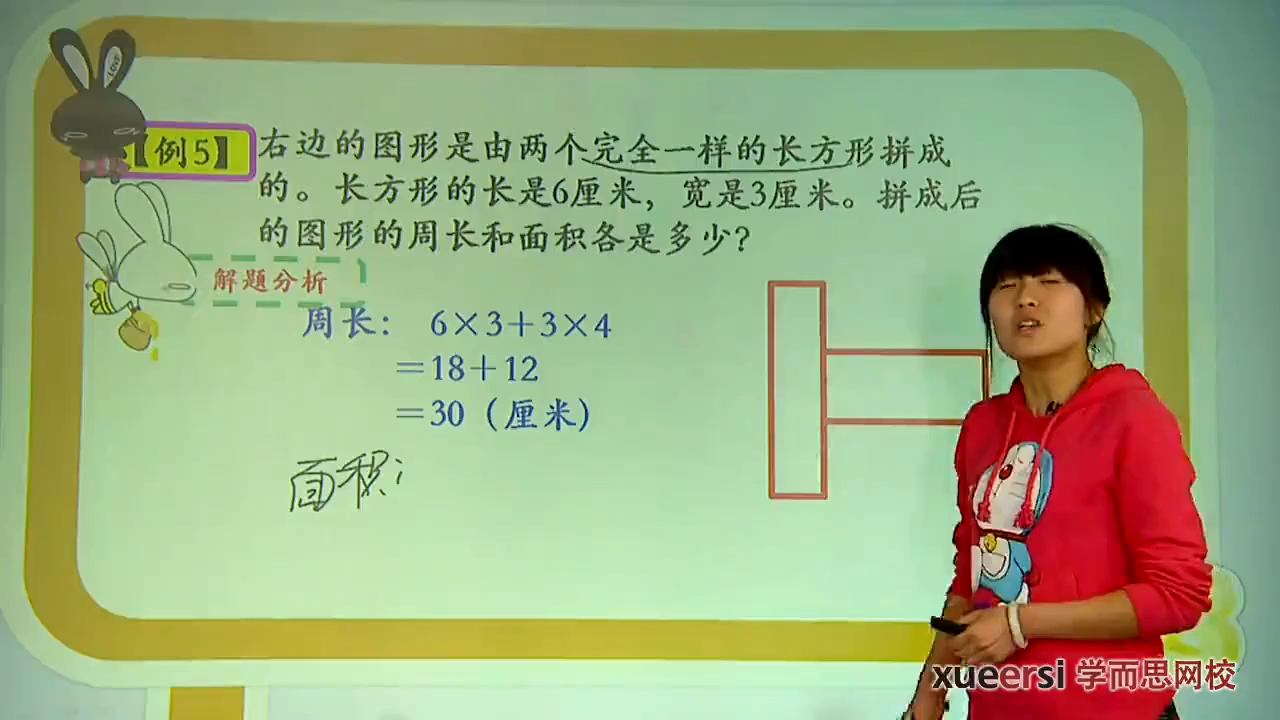 【例5】右边的图形是由两个完全一样的长方形拼成
的。长方形的长是6厘米，宽是3厘米。拼成后
的图形的周长和面积各是多少？
解题分析
周长： 6×3+3×4
=18+12
=30（厘米）
面积：
LOVE
xueersi 学而思网校